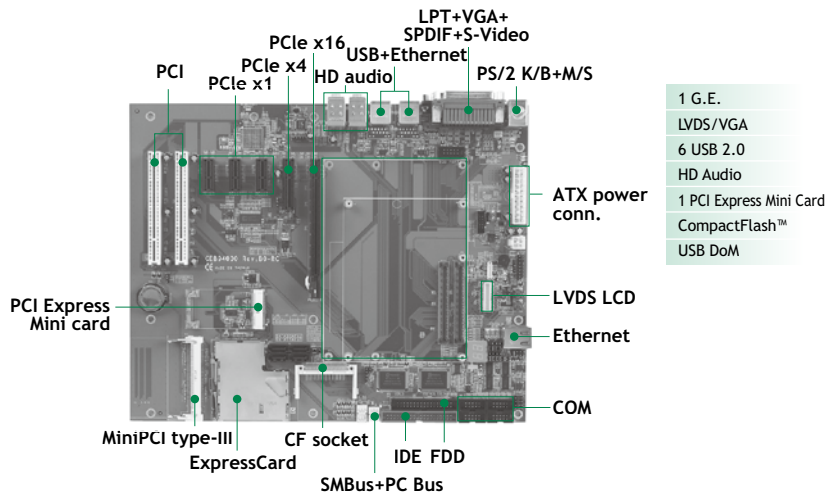 LPT+VGA+
SPDIF+S-Video
PCIe x16
USB+Ethernet
PCIe x4
HD audio
PS/2 K/B+M/S
PCI
PCIe x1
1 G.E.
LVDS/VGA
6 USB 2.0
HD Audio
1 PCI Express Mini Card
CompactFlash™
USB DoM
ATX power
conn.
LVDS LCD
PCI Express
Mini card
Ethernet
COM
MiniPCI type-III
CF socket
IDE FDD
ExpressCard
SMBus+PC Bus